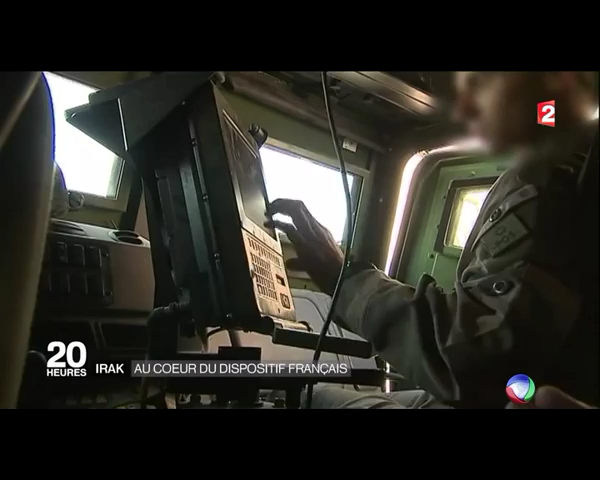 2
20
HEURES
IRAK
AU COEUR DU DISPOSITIF FRANÇAIS